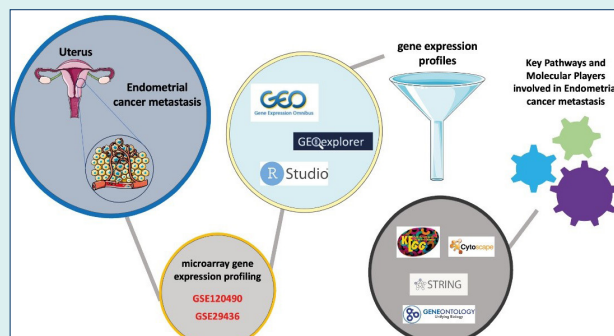 Uterus
Endometrial
cancer metastasis
microarray gene
expression profiling
GSE120490
GSE29436
GEO
Gene Expression Omnibus
GEOexplorer
R Studio
gene expression
profiles
KEGG
Cytoscape
STRING
GENEONTOLOGY
Unifying Biology
Key Pathways and
Molecular Players
involved in Endometrial
cancer metastasis